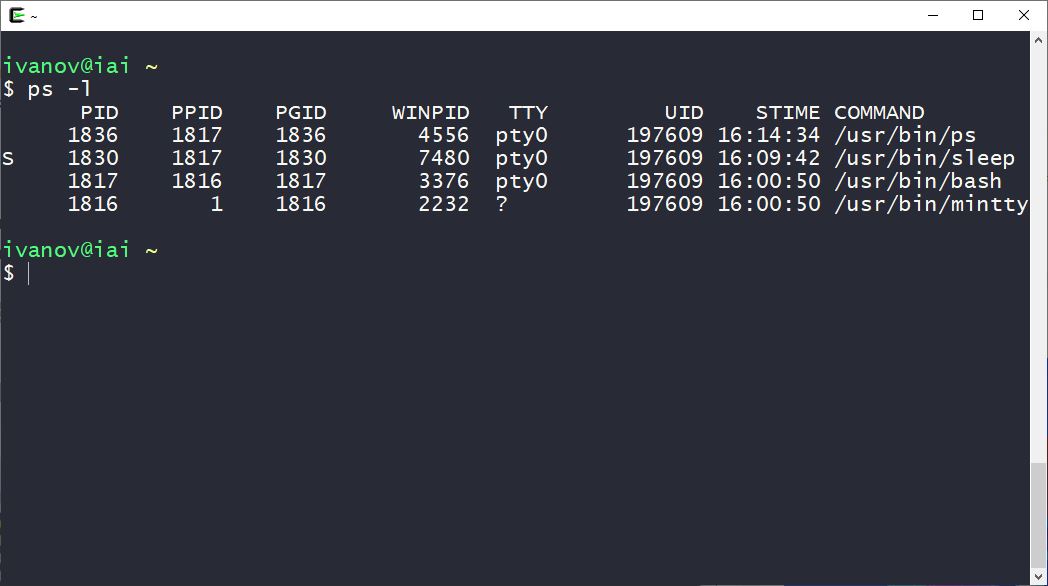 ~
ivanov@iai ~
$ ps -l
      PID    PPID    PGID     WINPID   TTY         UID    STIME COMMAND
     1836    1817    1836       4556  pty0      197609 16:14:34 /usr/bin/ps
S    1830    1817    1830       7480  pty0      197609 16:09:42 /usr/bin/sleep
     1817    1816    1817       3376  pty0      197609 16:00:50 /usr/bin/bash
     1816       1    1816       2232  ?         197609 16:00:50 /usr/bin/mintty
ivanov@iai ~
$